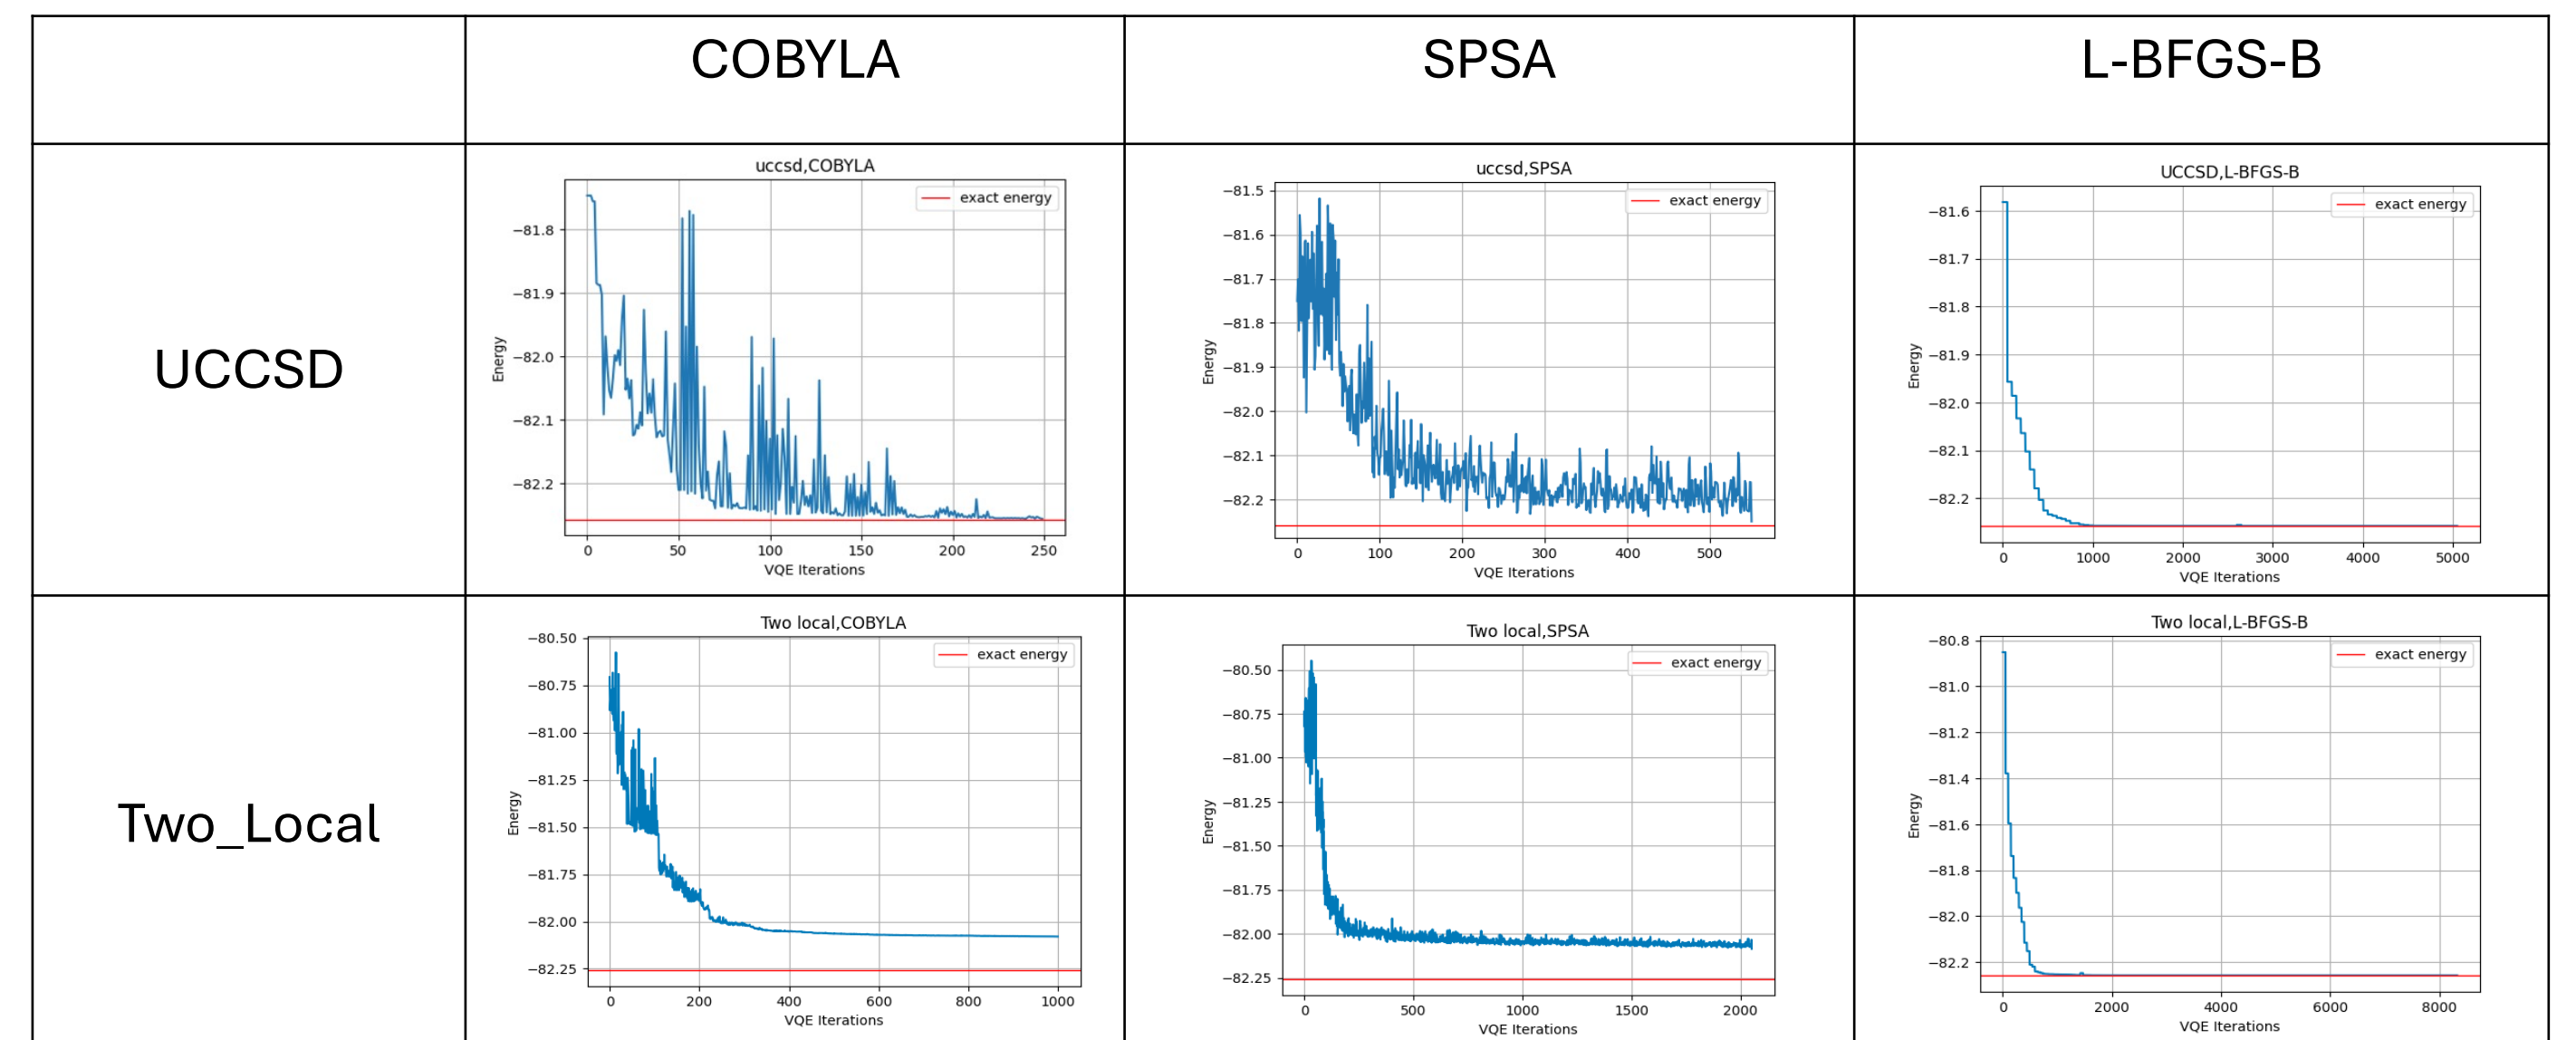 COBYLA
SPSA
L-BFGS-B
UCCSD
uccsd,COBYLA
exact energy
Energy
−81.8
−81.9
−82.0
−82.1
−82.2
0 50 100 150 200 250
VQE Iterations
uccsd,SPSA
exact energy
Energy
−81.5
−81.6
−81.7
−81.8
−81.9
−82.0
−82.1
−82.2
0 100 200 300 400 500
VQE Iterations
UCCSD,L-BFGS-B
exact energy
Energy
−81.6
−81.7
−81.8
−81.9
−82.0
−82.1
−82.2
0 1000 2000 3000 4000 5000
VQE Iterations
Two_Local
Two local,COBYLA
exact energy
Energy
−80.50
−80.75
−81.00
−81.25
−81.50
−81.75
−82.00
−82.25
0 200 400 600 800 1000
VQE Iterations
Two local,SPSA
exact energy
Energy
−80.50
−80.75
−81.00
−81.25
−81.50
−81.75
−82.00
−82.25
0 500 1000 1500 2000
VQE Iterations
Two local,L-BFGS-B
exact energy
Energy
−80.8
−81.0
−81.2
−81.4
−81.6
−81.8
−82.0
−82.2
0 2000 4000 6000 8000
VQE Iterations